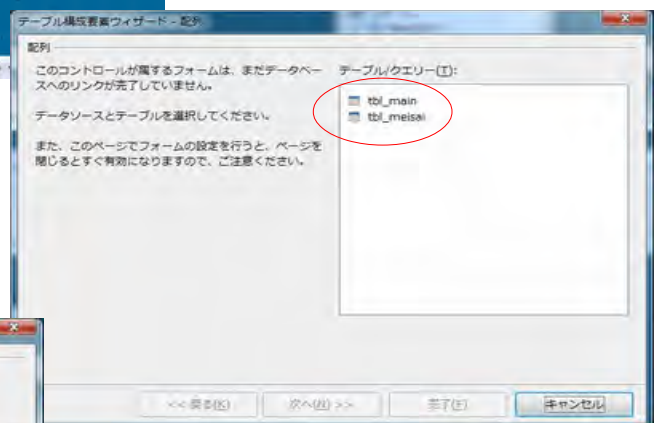 テーブル構成要素ウィザード - 配列
配列
このコントロールが属するフォームは、まだデータベー
スへのリンクが完了していません。
データソースとテーブルを選択してください。
また、このページでフォームの設定を行うと、ページを
閉じるとすぐ有効になりますので、ご注意ください。
テーブル/クエリー(T):
tbl_main
tbl_meisai
<< 戻る(K) 次へ(N) >> 完了(F) キャンセル